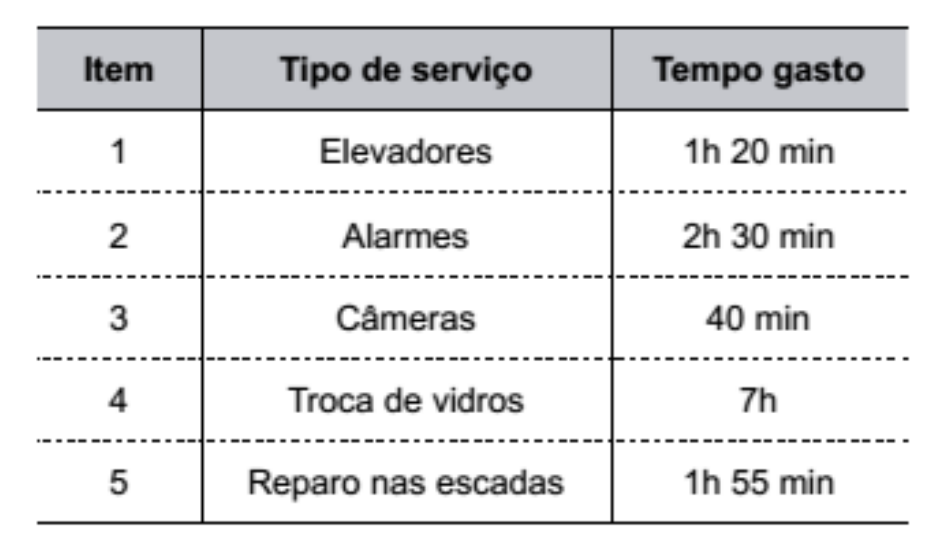 Item Tipo de serviço Tempo gasto
1 Elevadores 1h 20 min
2 Alarmes 2h 30 min
3 Câmeras 40 min
4 Troca de vidros 7h
5 Reparo nas escadas 1h 55 min